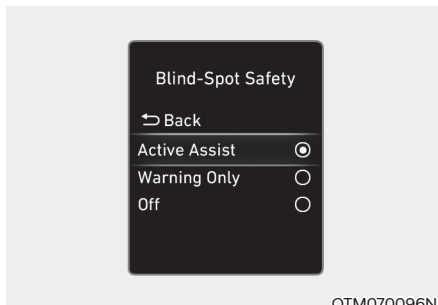 Blind-Spot Safety
Back
Active Assist
Warning Only
Off
OTM070096N